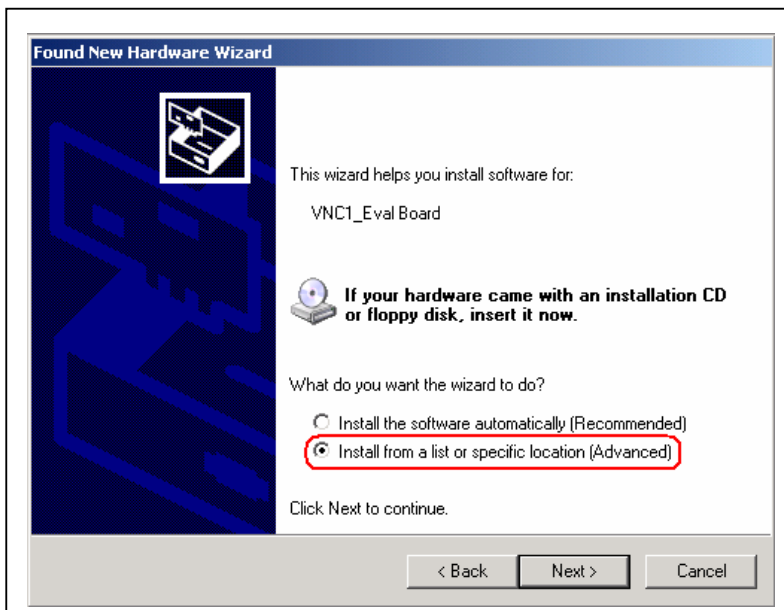 Found New Hardware Wizard
This wizard helps you install software for:
VNC1_Eval Board
If your hardware came with an installation CD
or floppy disk, insert it now.
What do you want the wizard to do?
Install the software automatically (Recommended)
Install from a list or specific location (Advanced)
Click Next to continue.
< Back Next > Cancel